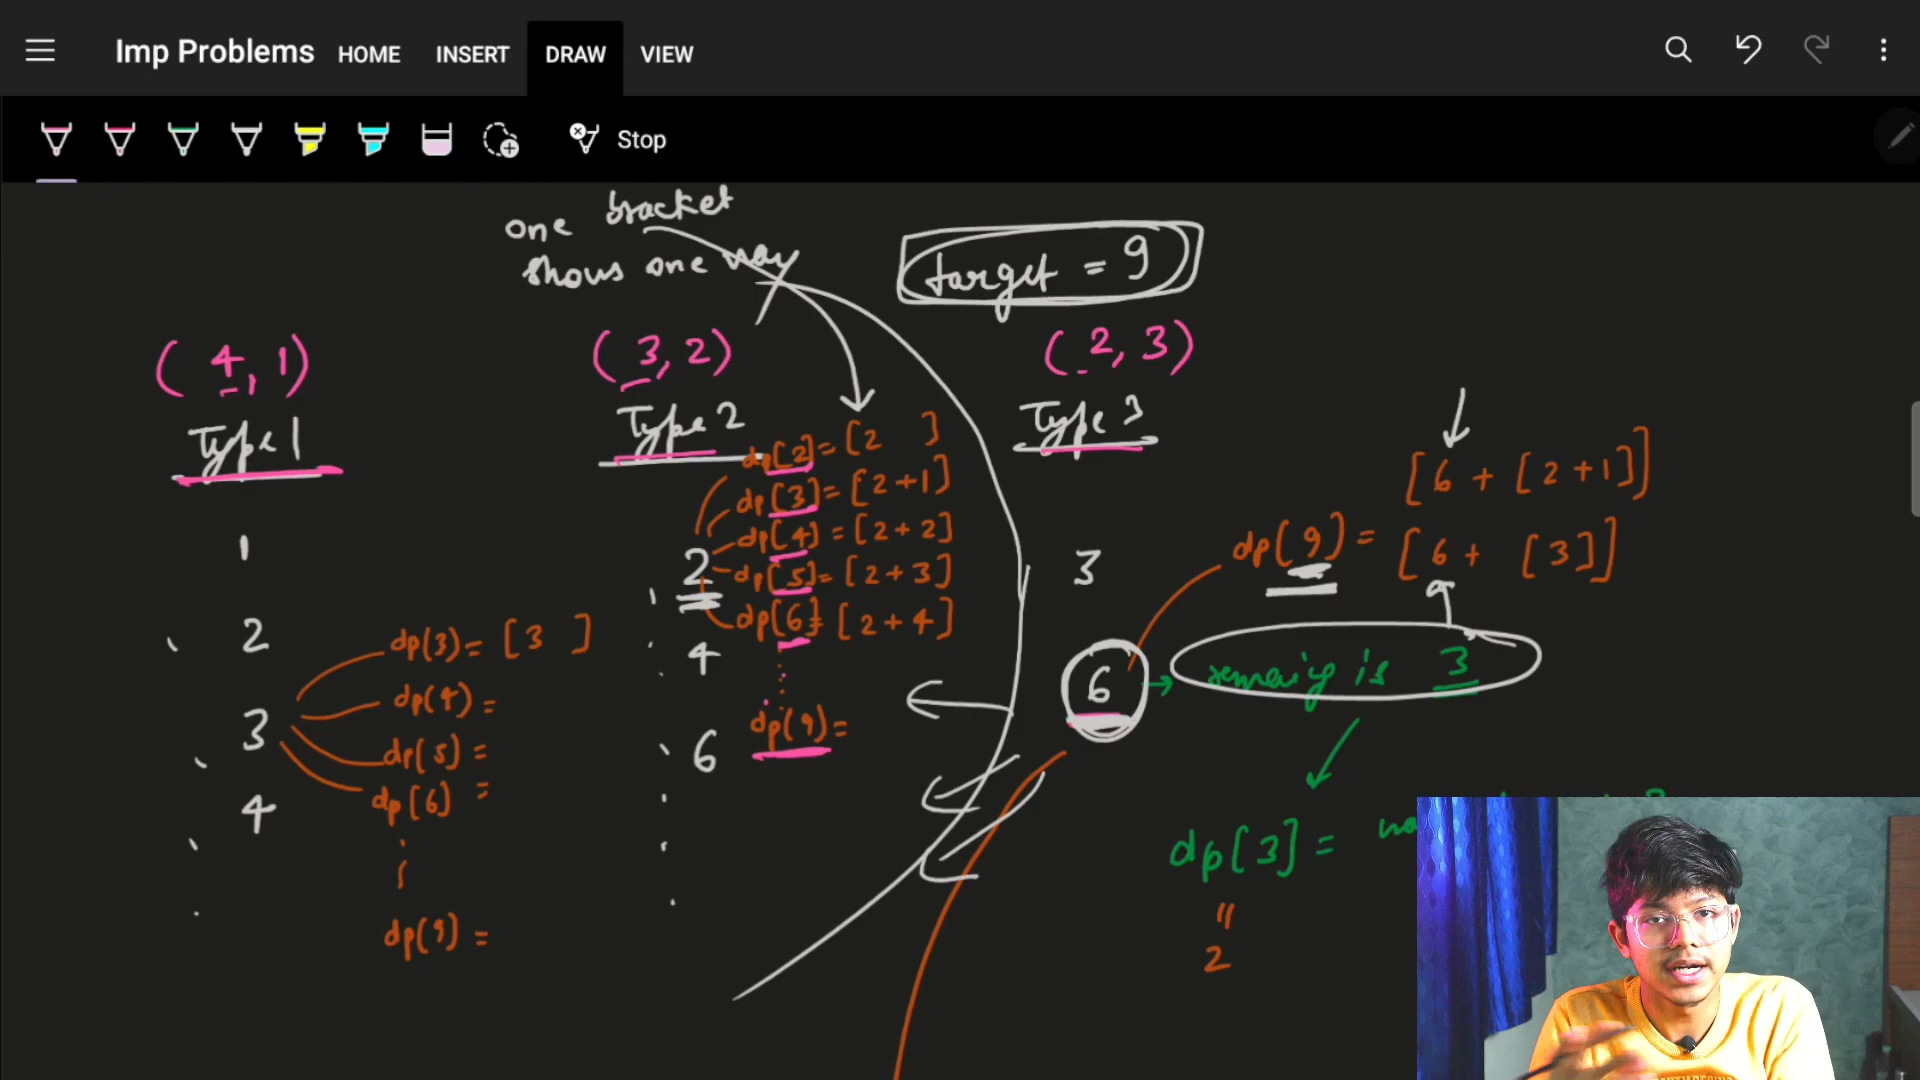 Imp Problems HOME INSERT DRAW VIEW
Stop
one bracket
shows one way
target = 9
(4, 1)
Type 1
1
2
3
4
dp(3) = [3 ]
dp(4) =
dp(5) =
dp[6] =
dp(9) =
(3, 2)
Type 2
2
4
6
dp[2] = [2 ]
dp[3] = [2+1]
dp[4] = [2+2]
dp[5] = [2+3]
dp[6] = [2+4]
dp(9) =
(2, 3)
Type 3
3
6
[6 + [2+1]]
dp(9) = [6 + [3]]
→ remaing is 3
dp[3] =
"
2